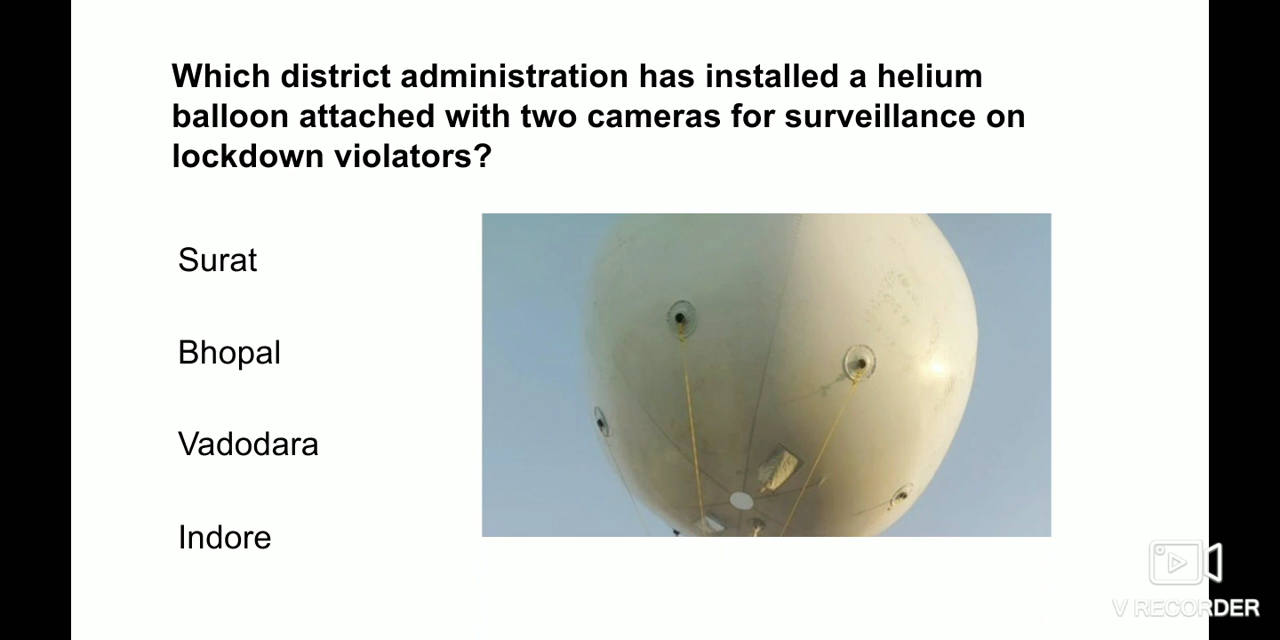 Which district administration has installed a helium
balloon attached with two cameras for surveillance on
lockdown violators?
Surat
Bhopal
Vadodara
Indore
V RECORDER